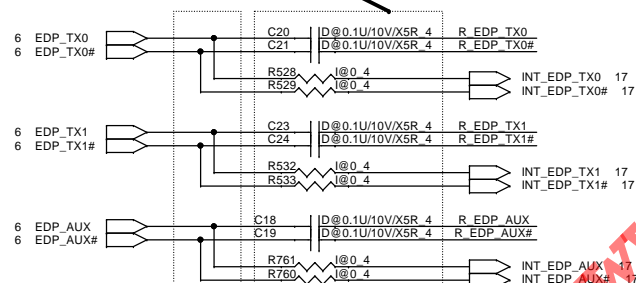 6 EDP_TX0 C20 D@0.1U/10V/X5R_4 R_EDP_TX0
6 EDP_TX0# C21 D@0.1U/10V/X5R_4 R_EDP_TX0#
R528 I@0_4 INT_EDP_TX0 17
R529 I@0_4 INT_EDP_TX0# 17
6 EDP_TX1 C23 D@0.1U/10V/X5R_4 R_EDP_TX1
6 EDP_TX1# C24 D@0.1U/10V/X5R_4 R_EDP_TX1#
R532 I@0_4 INT_EDP_TX1 17
R533 I@0_4 INT_EDP_TX1# 17
6 EDP_AUX C18 D@0.1U/10V/X5R_4 R_EDP_AUX
6 EDP_AUX# C19 D@0.1U/10V/X5R_4 R_EDP_AUX#
R761 I@0_4 INT_EDP_AUX 17
R760 I@0_4 INT_EDP_AUX# 17